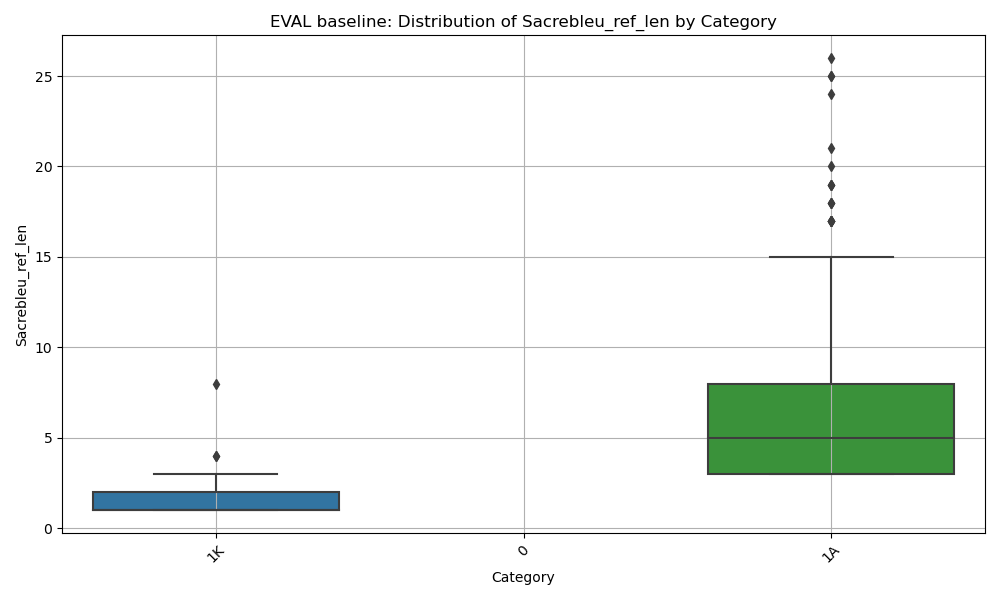 EVAL baseline: Distribution of Sacrebleu_ref_len by Category
Sacrebleu_ref_len
25
20
15
10
5
0
1K
0
1A
Category